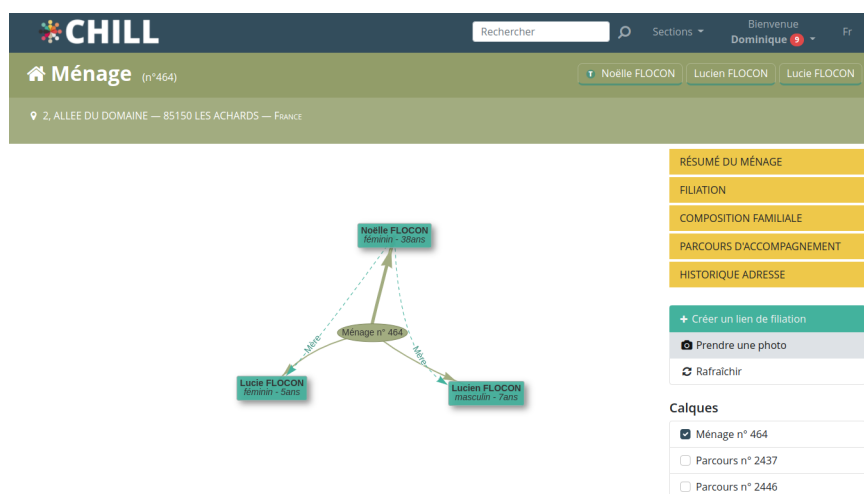 CHILL
Rechercher
Sections
Bienvenue
Dominique 9
Fr
Ménage (n°464)
T Noëlle FLOCON
Lucien FLOCON
Lucie FLOCON
2, ALLEE DU DOMAINE — 85150 LES ACHARDS — FRANCE
RÉSUMÉ DU MÉNAGE
FILIATION
COMPOSITION FAMILIALE
PARCOURS D'ACCOMPAGNEMENT
HISTORIQUE ADRESSE
Noëlle FLOCON
féminin - 38ans
Ménage n° 464
Mère
Mère
Lucie FLOCON
féminin - 5ans
Lucien FLOCON
masculin - 7ans
+ Créer un lien de filiation
Prendre une photo
Rafraîchir
Calques
Ménage n° 464
Parcours n° 2437
Parcours n° 2446